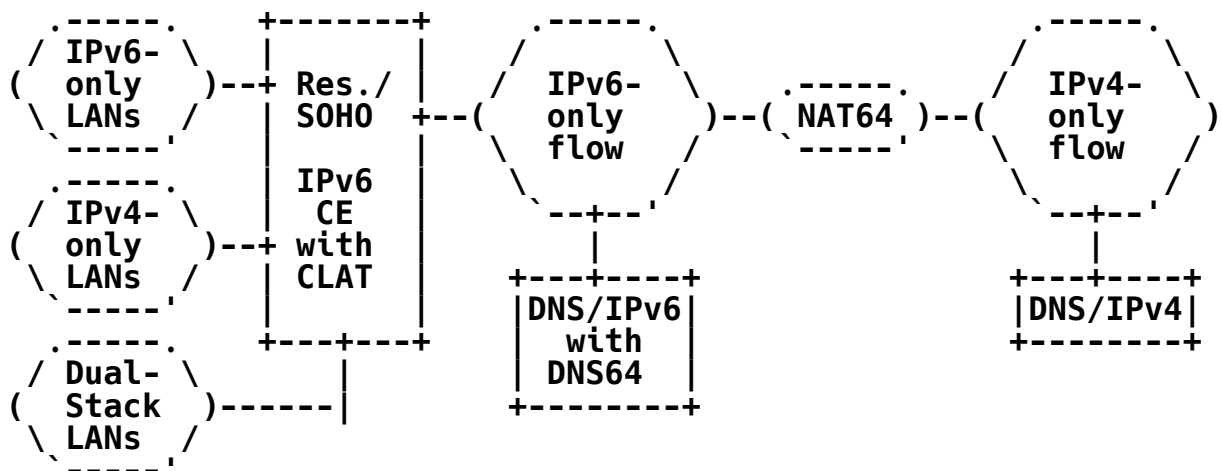 IPv6-
only
LANs
Res./
SOHO
IPv6
CE
with
CLAT
IPv6-
only
flow
NAT64
IPv4-
only
flow
IPv4-
only
LANs
DNS/IPv6
with
DNS64
DNS/IPv4
Dual-
Stack
LANs